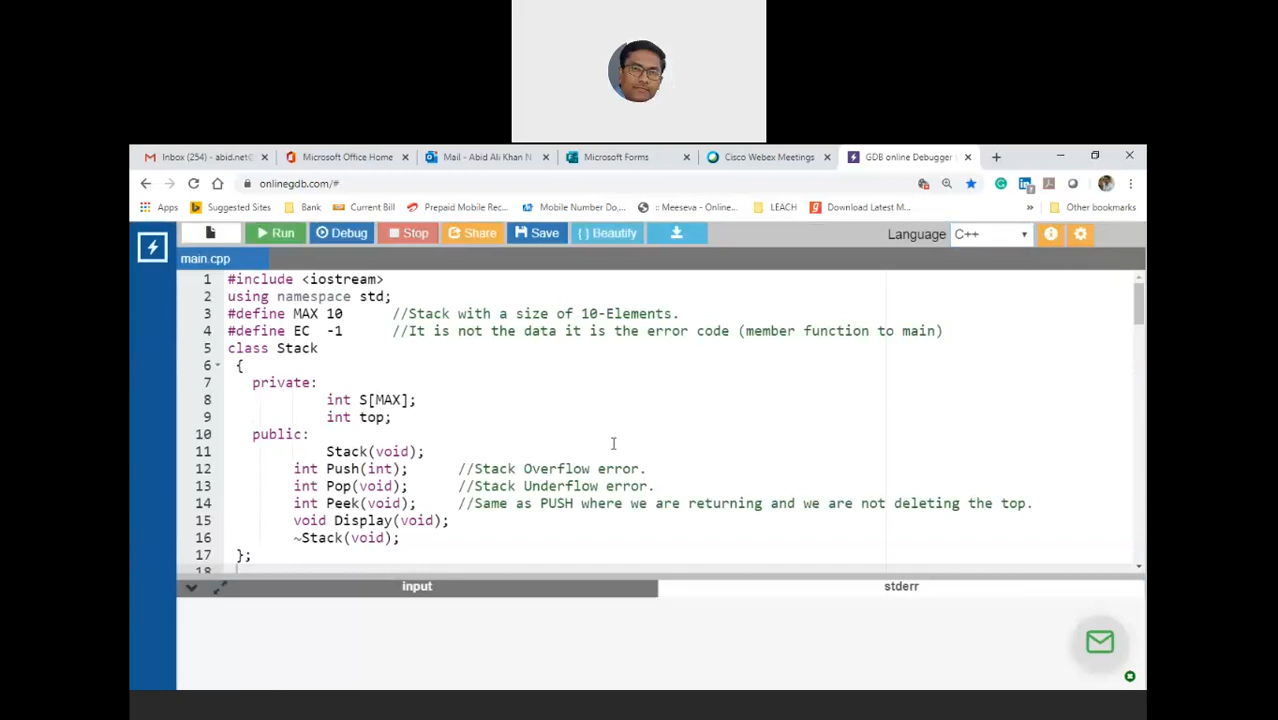 Inbox (254) - abid.net@
Microsoft Office Home
Mail - Abid Ali Khan N
Microsoft Forms
Cisco Webex Meetings
GDB online Debugger
onlinegdb.com/#
Apps
Suggested Sites
Bank
Current Bill
Prepaid Mobile Rec...
Mobile Number Do,...
:: Meeseva - Online...
LEACH
Download Latest M...
»
Other bookmarks
Run
Debug
Stop
Share
Save
{ } Beautify
Language
C++
main.cpp
1 #include <iostream>
2 using namespace std;
3 #define MAX 10 //Stack with a size of 10-Elements.
4 #define EC -1 //It is not the data it is the error code (member function to main)
5 class Stack
6 {
7 private:
8 int S[MAX];
9 int top;
10 public:
11 Stack(void);
12 int Push(int); //Stack Overflow error.
13 int Pop(void); //Stack Underflow error.
14 int Peek(void); //Same as PUSH where we are returning and we are not deleting the top.
15 void Display(void);
16 ~Stack(void);
17 };
18
input
stderr